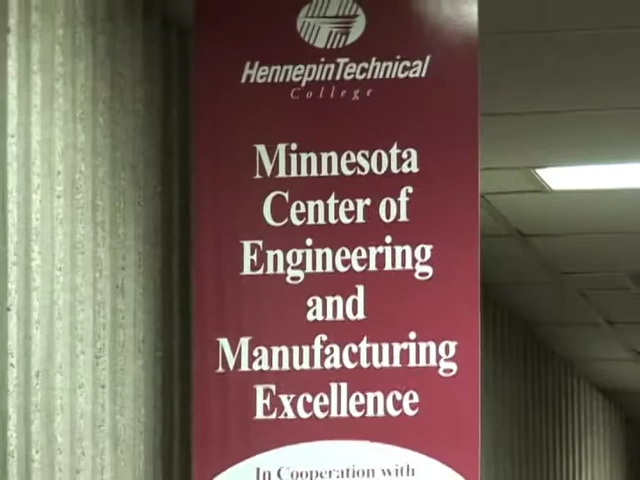 HennepinTechnical
College
Minnesota
Center of
Engineering
and
Manufacturing
Excellence
In Cooperation with